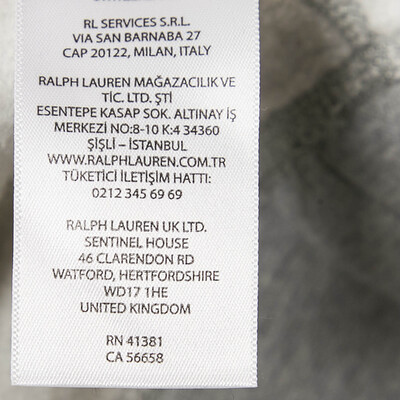 RL SERVICES S.R.L.
VIA SAN BARNABA 27
CAP 20122, MILAN, ITALY
RALPH LAUREN MAĞAZACILIK VE
TİC. LTD. ŞTİ
ESENTEPE KASAP SOK. ALTINAY İŞ
MERKEZİ NO:8-10 K:4 34360
ŞİŞLİ – İSTANBUL
WWW.RALPHLAUREN.COM.TR
TÜKETİCİ İLETİŞİM HATTI:
0212 345 69 69
RALPH LAUREN UK LTD.
SENTINEL HOUSE
46 CLARENDON RD
WATFORD, HERTFORDSHIRE
WD17 1HE
UNITED KINGDOM
RN 41381
CA 56658